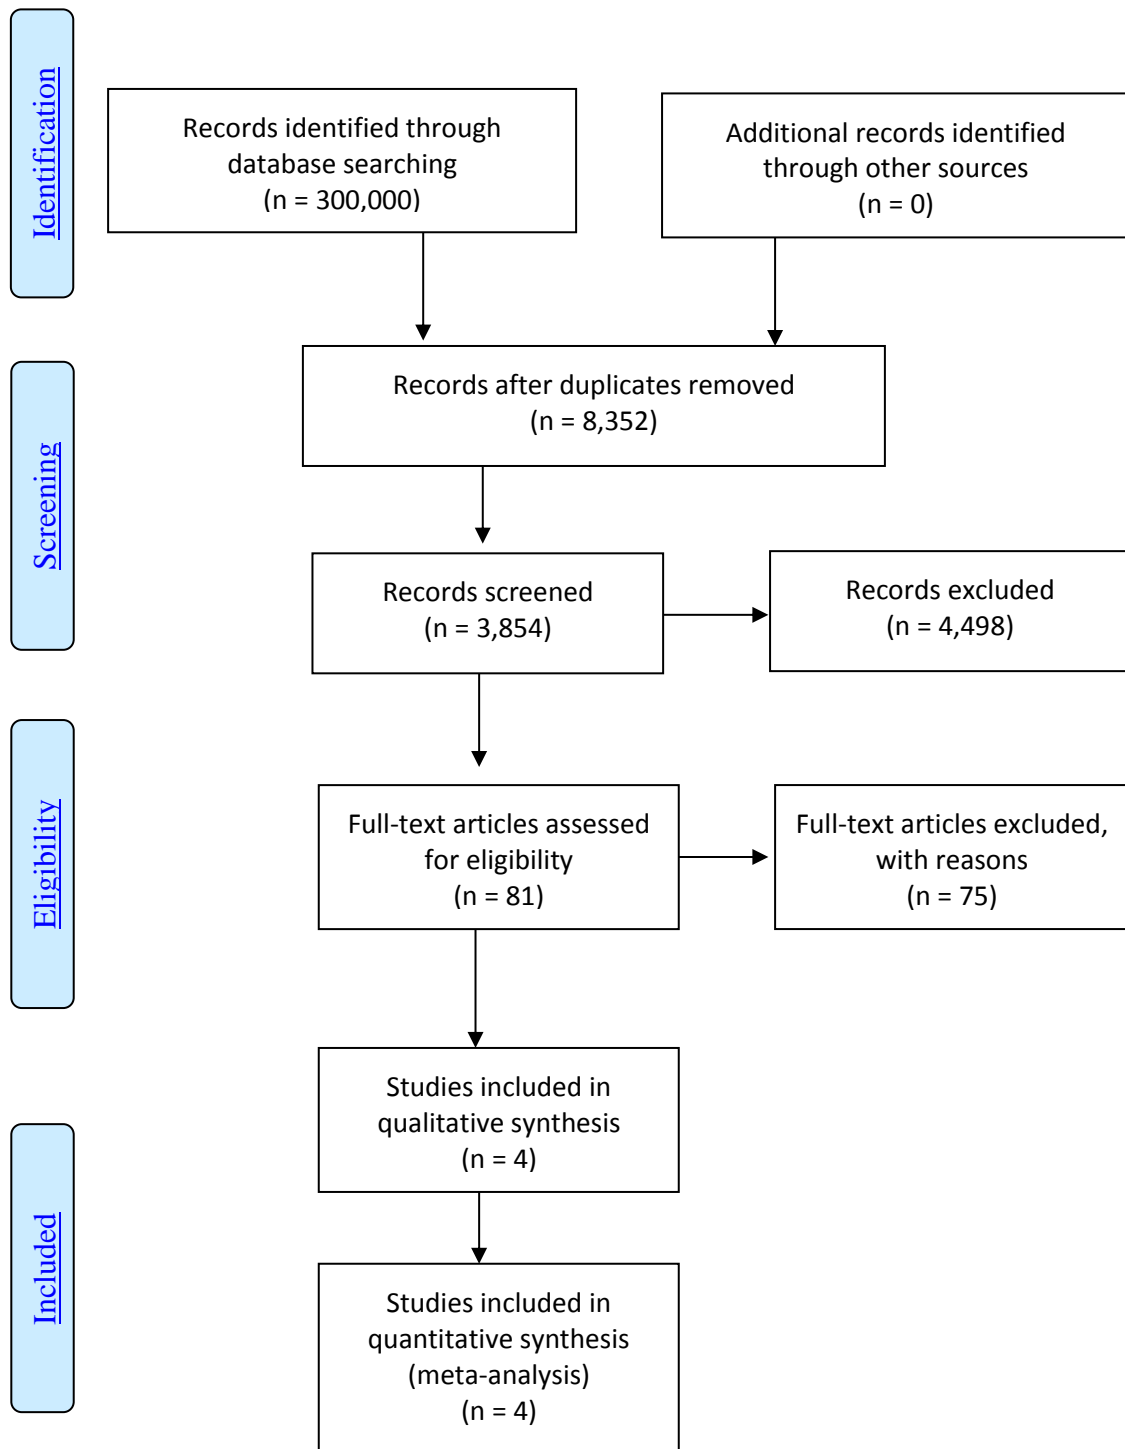 Identification
Records identified through
database searching
(n = 300,000)
Additional records identified
through other sources
(n = 0)
Screening
Records after duplicates removed
(n = 8,352)
Records screened
(n = 3,854)
Records excluded
(n = 4,498)
Eligibility
Full-text articles assessed
for eligibility
(n = 81)
Full-text articles excluded,
with reasons
(n = 75)
Included
Studies included in
qualitative synthesis
(n = 4)
Studies included in
quantitative synthesis
(meta-analysis)
(n = 4)